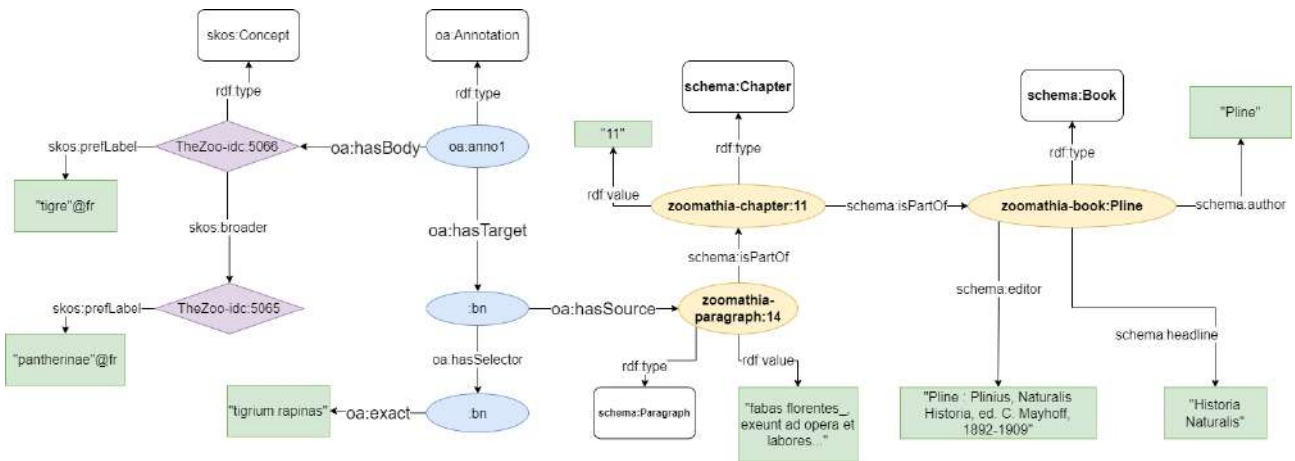 skos:Concept
oa:Annotation
rdf:type
rdf:type
skos:prefLabel
TheZoo-idc:5066
oa:hasBody
oa:anno1
"tigre"@fr
skos:broader
oa:hasTarget
skos:prefLabel
TheZoo-idc:5065
"pantherinae"@fr
:bn
oa:hasSource
oa:hasSelector
"tigrium rapinas"
oa:exact
:bn
schema:Chapter
schema:Book
"Pline"
"11"
rdf:type
rdf:type
rdf:value
zoomathia-chapter:11
schema:isPartOf
zoomathia-book:Pline
schema:author
schema:isPartOf
zoomathia-
paragraph:14
schema:editor
schema:headline
rdf:type
rdf:value
schema:Paragraph
"fabas florentes_,
exeunt ad opera et
labores..."
"Pline : Plinius, Naturalis
Historia, ed. C. Mayhoff,
1892-1909"
"Historia
Naturalis"